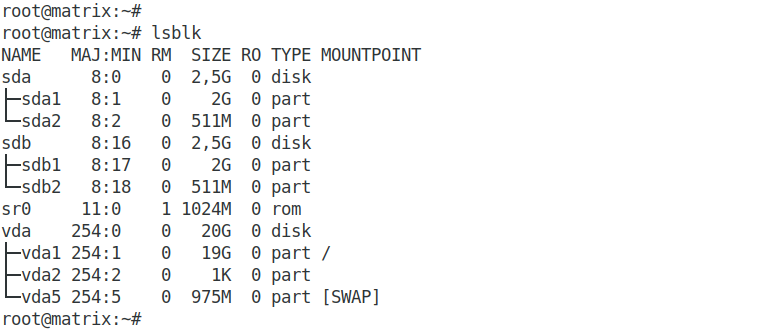 root@matrix:~#
root@matrix:~# lsblk
NAME   MAJ:MIN RM  SIZE RO TYPE MOUNTPOINT
sda      8:0    0  2,5G  0 disk
├─sda1   8:1    0    2G  0 part
└─sda2   8:2    0  511M  0 part
sdb      8:16   0  2,5G  0 disk
├─sdb1   8:17   0    2G  0 part
└─sdb2   8:18   0  511M  0 part
sr0     11:0    1 1024M  0 rom
vda    254:0    0   20G  0 disk
├─vda1 254:1    0   19G  0 part /
├─vda2 254:2    0    1K  0 part
└─vda5 254:5    0  975M  0 part [SWAP]
root@matrix:~#